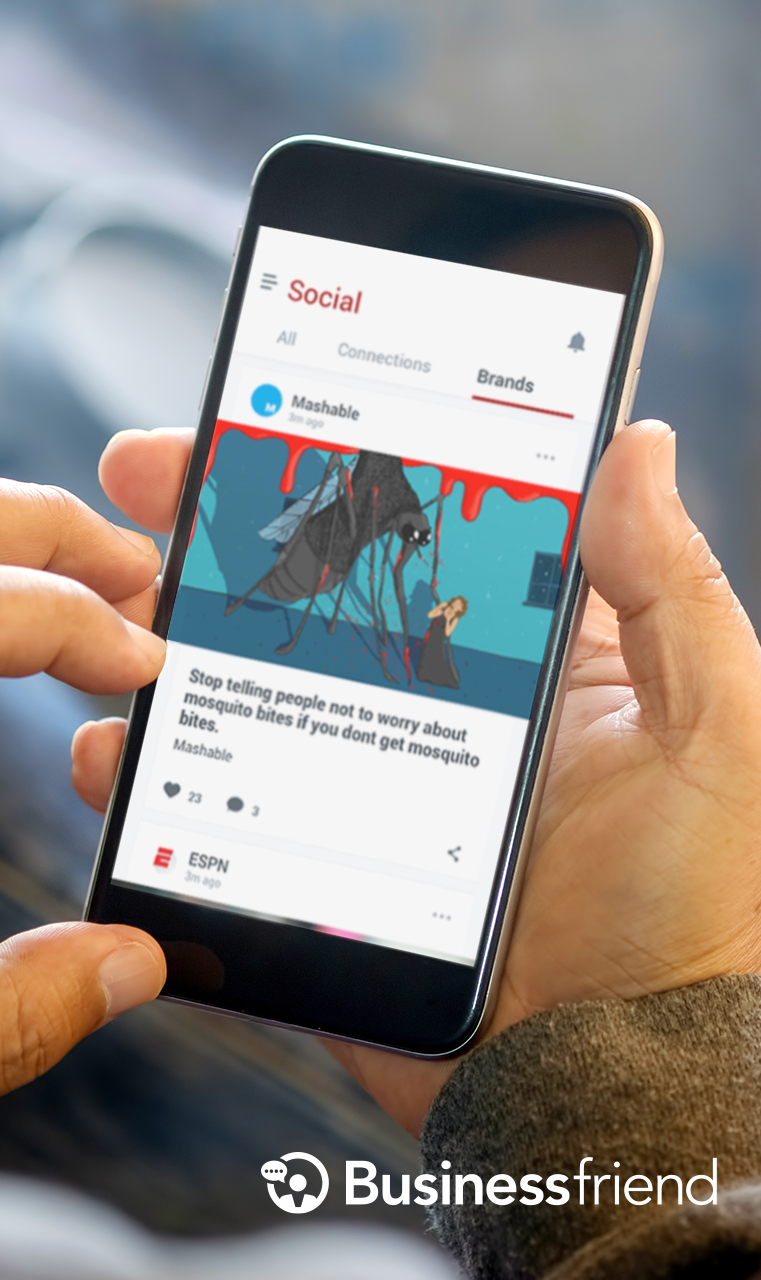 Social
All
Connections
Brands
M
Mashable
3m ago
Stop telling people not to worry about
mosquito bites if you dont get mosquito
bites.
Mashable
23
3
ESPN
3m ago
Businessfriend